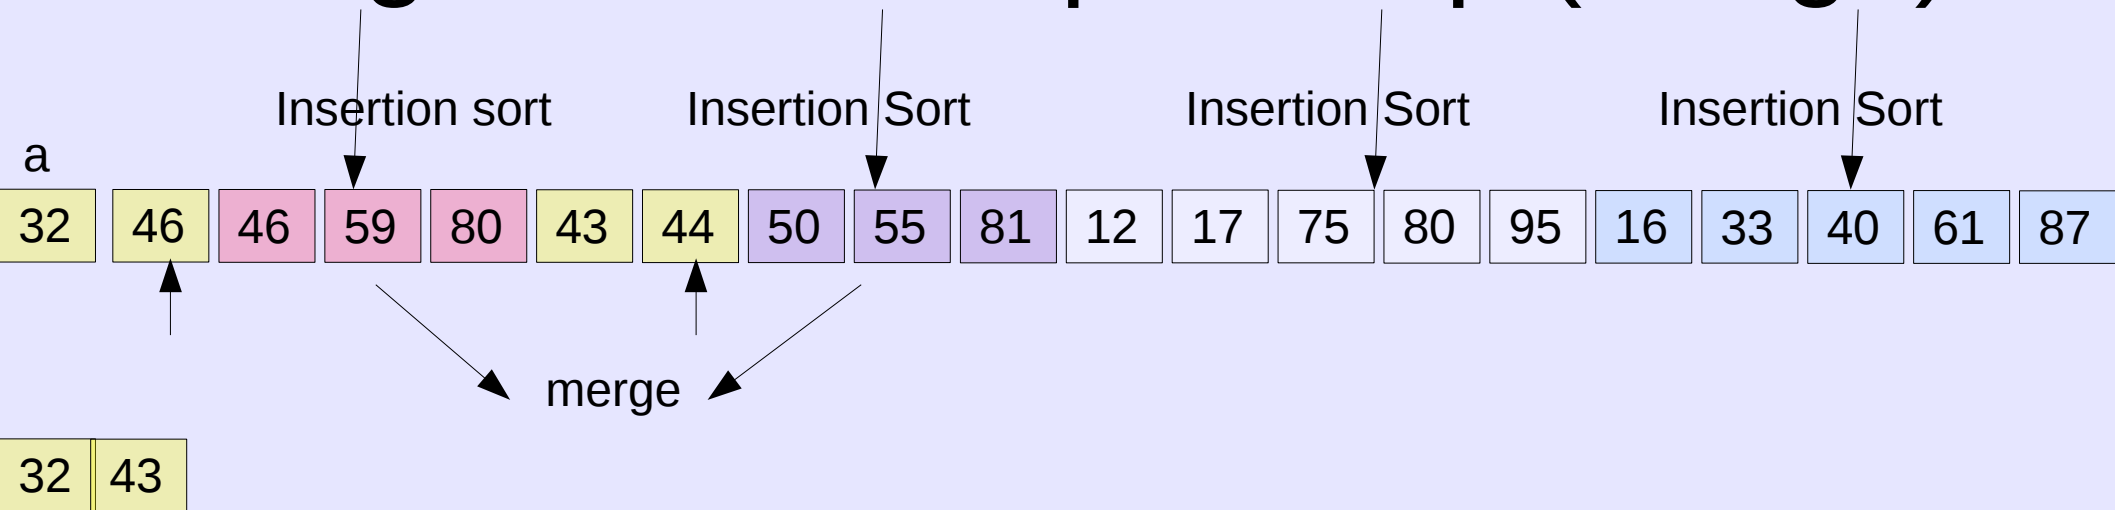 Insertion sort Insertion Sort Insertion Sort Insertion Sort
a
32 46 46 59 80 43 44 50 55 81 12 17 75 80 95 16 33 40 61 87
merge
32 43